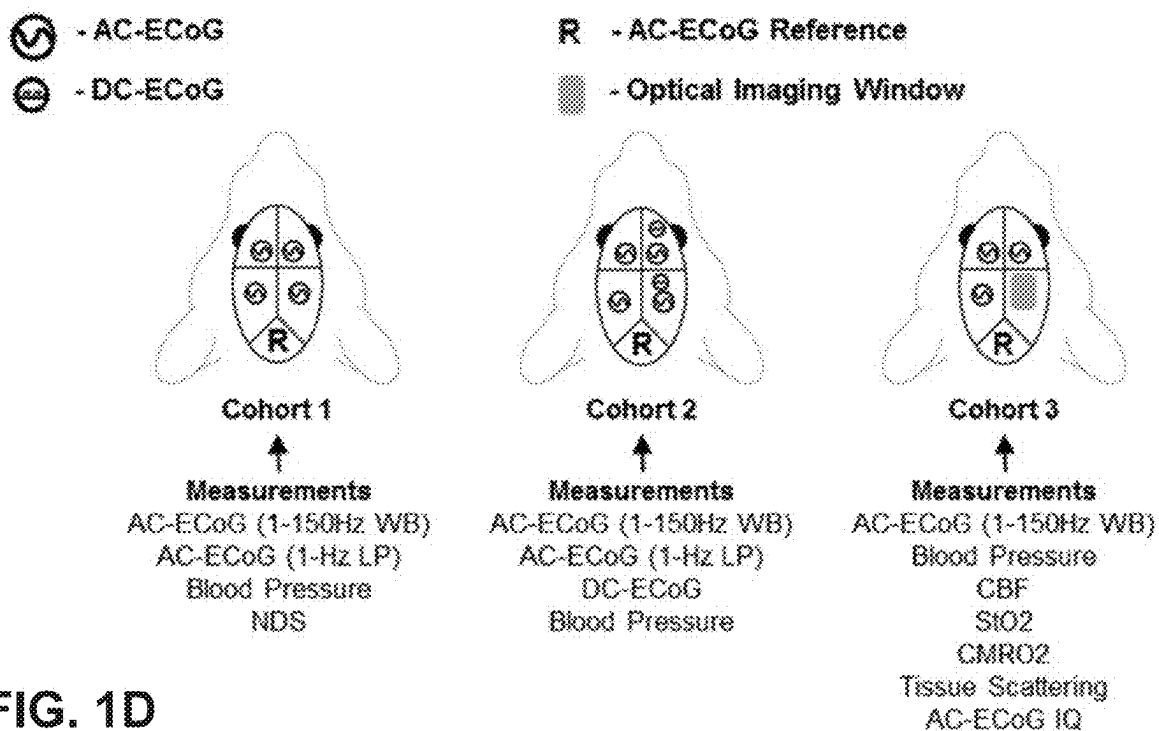 - AC-ECoG
R - AC-ECoG Reference
- DC-ECoG
- Optical Imaging Window
R
R
R
Cohort 1
Cohort 2
Cohort 3
Measurements
AC-ECoG (1-150Hz WB)
AC-ECoG (1-Hz LP)
Blood Pressure
NDS
Measurements
AC-ECoG (1-150Hz WB)
AC-ECoG (1-Hz LP)
DC-ECoG
Blood Pressure
Measurements
AC-ECoG (1-150Hz WB)
Blood Pressure
CBF
StO2
CMRO2
Tissue Scattering
AC-ECoG IQ
FIG. 1D